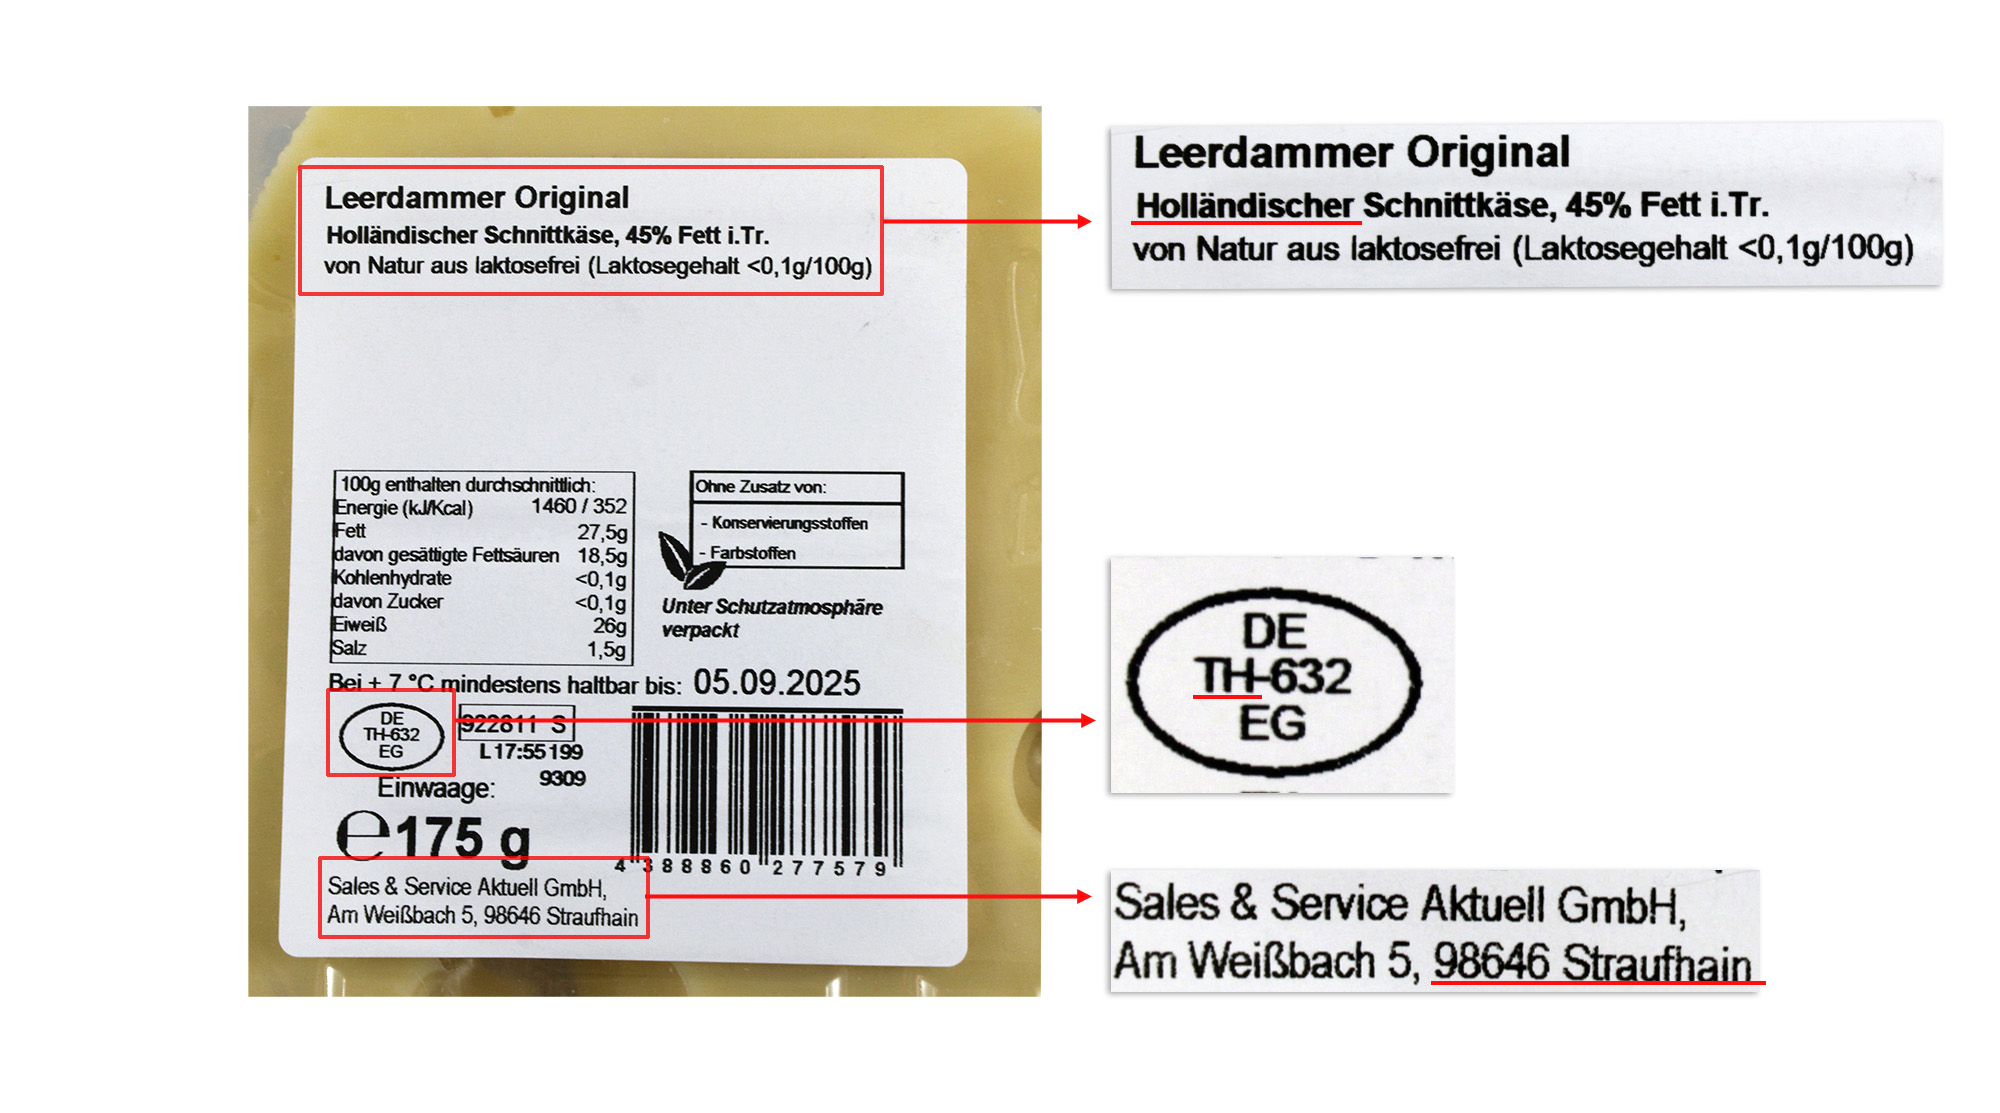 Leerdammer Original
Holländischer Schnittkäse, 45% Fett i.Tr.
von Natur aus laktosefrei (Laktosegehalt <0,1g/100g)
100g enthalten durchschnittlich:
Energie (kJ/Kcal) 1460 / 352
Fett 27,5g
davon gesättigte Fettsäuren 18,5g
Kohlenhydrate <0,1g
davon Zucker <0,1g
Eiweiß 26g
Salz 1,5g
Ohne Zusatz von:
- Konservierungsstoffen
- Farbstoffen
Unter Schutzatmosphäre
verpackt
Bei + 7 °C mindestens haltbar bis: 05.09.2025
DE
TH-632
EG
922811 S
L17:55 199
9309
Einwaage:
℮175 g
4 388860 277579
Sales & Service Aktuell GmbH,
Am Weißbach 5, 98646 Straufhain
Leerdammer Original
Holländischer Schnittkäse, 45% Fett i.Tr.
von Natur aus laktosefrei (Laktosegehalt <0,1g/100g)
DE
TH-632
EG
Sales & Service Aktuell GmbH,
Am Weißbach 5, 98646 Straufhain